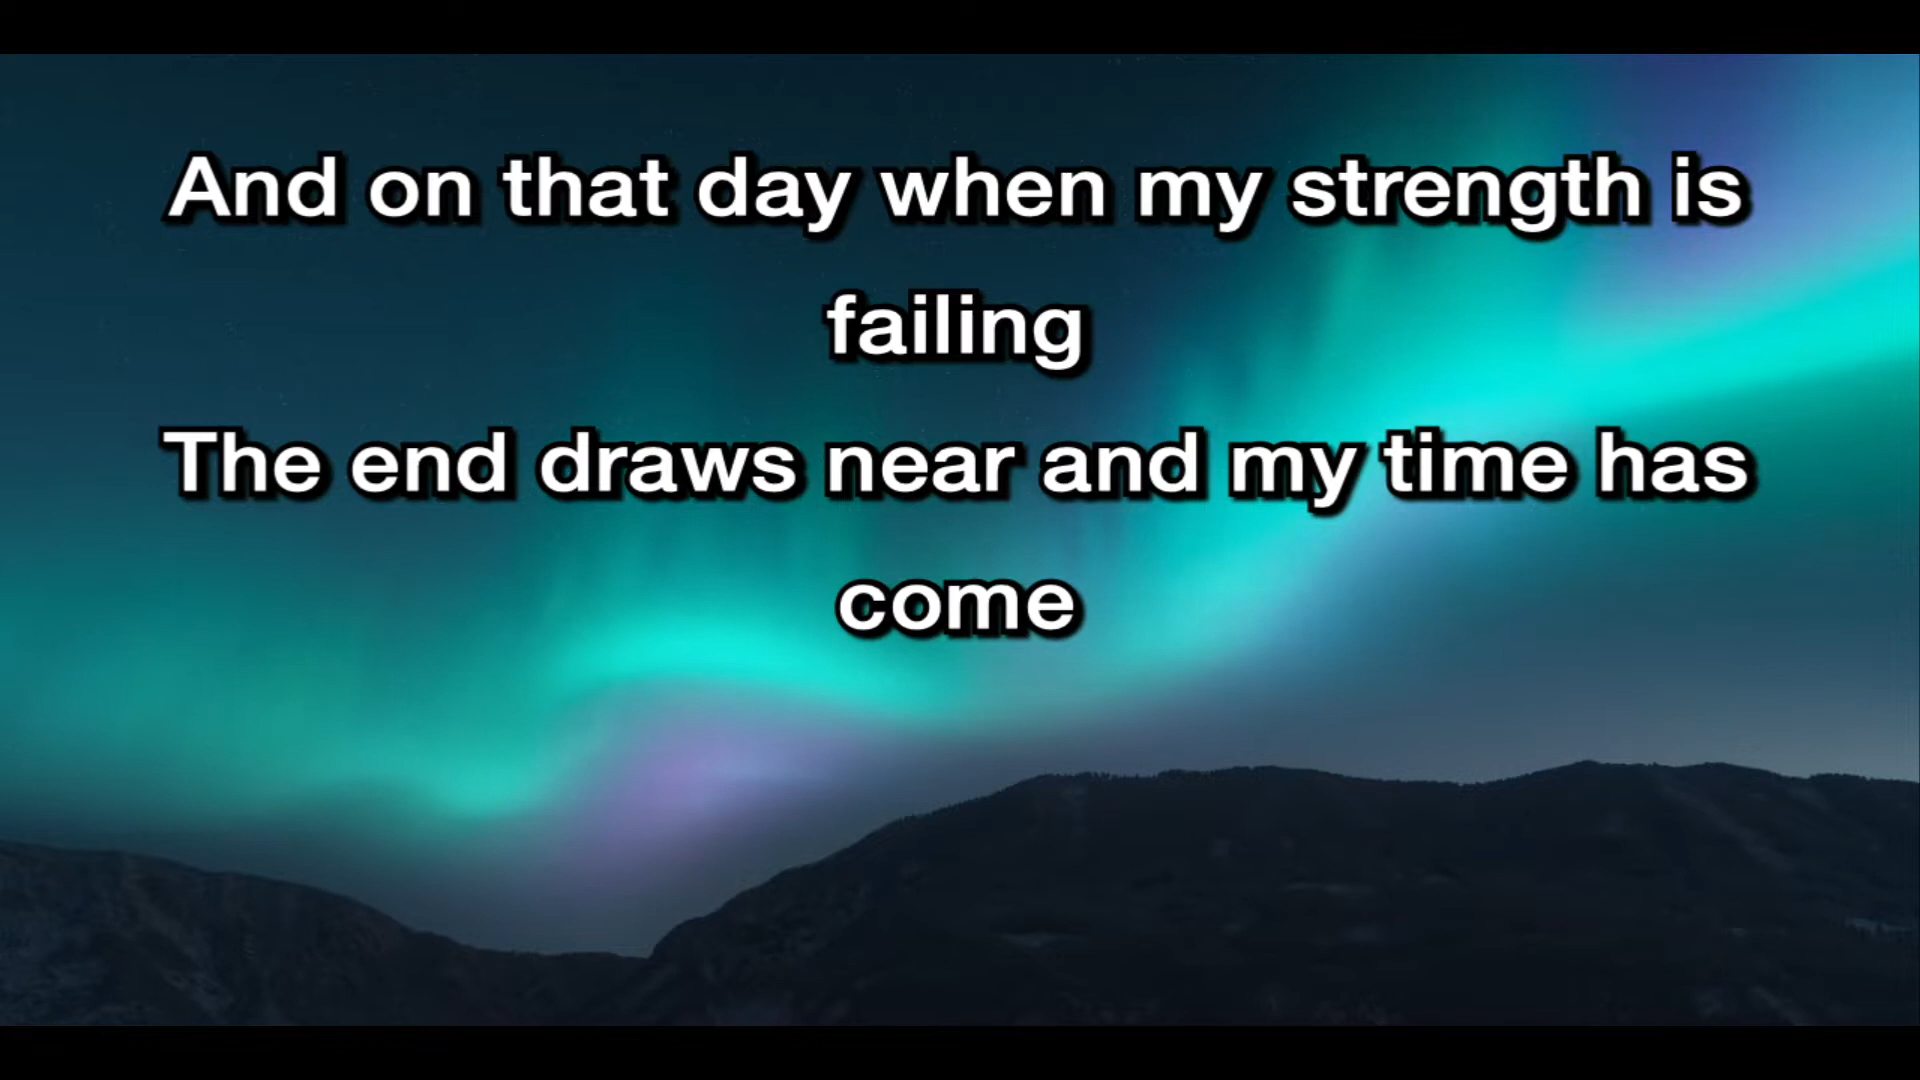 And on that day when my strength is
failing
The end draws near and my time has
come